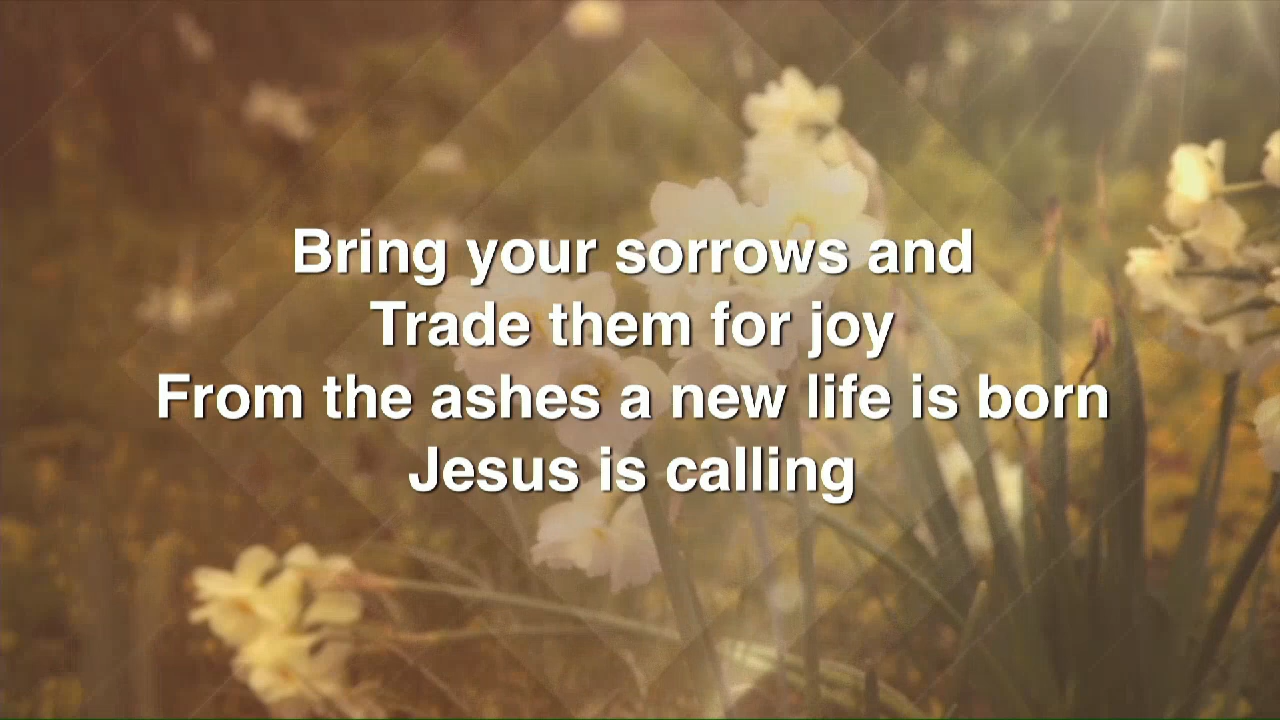 Bring your sorrows and
Trade them for joy
From the ashes a new life is born
Jesus is calling